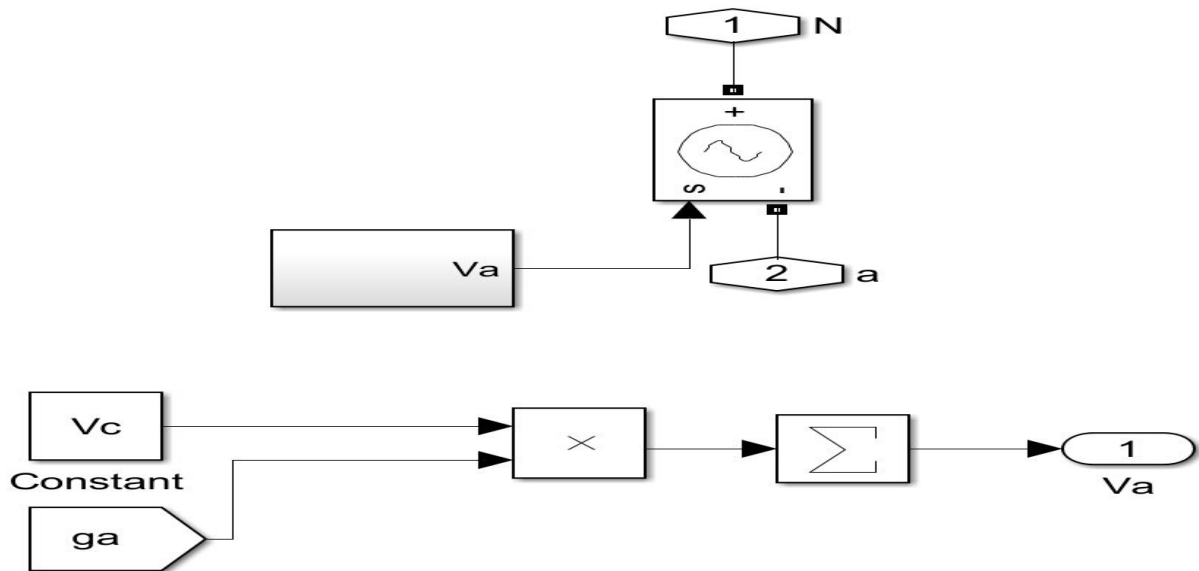 1 N
+
s -
Va
2 a
Vc
Constant
ga
×
Σ
1
Va